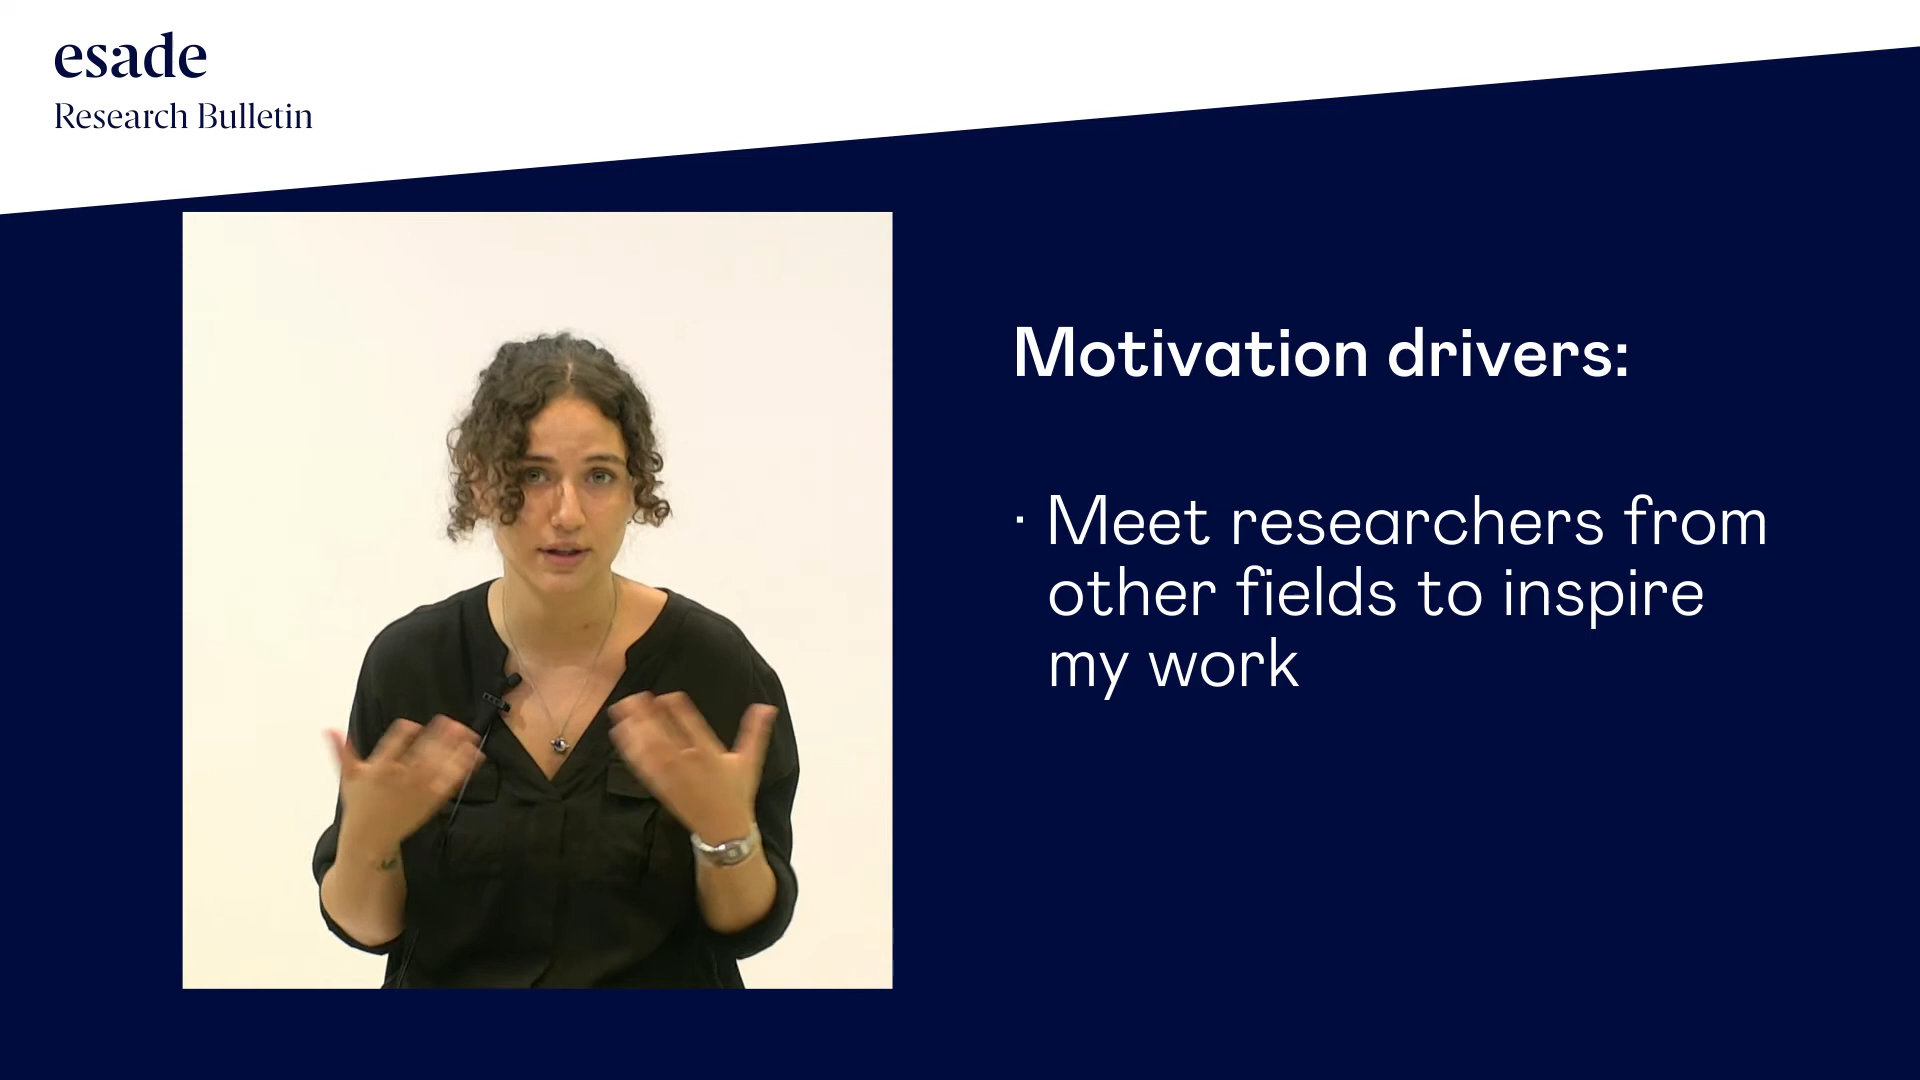 esade
Research Bulletin
Motivation drivers:
· Meet researchers from
other fields to inspire
my work